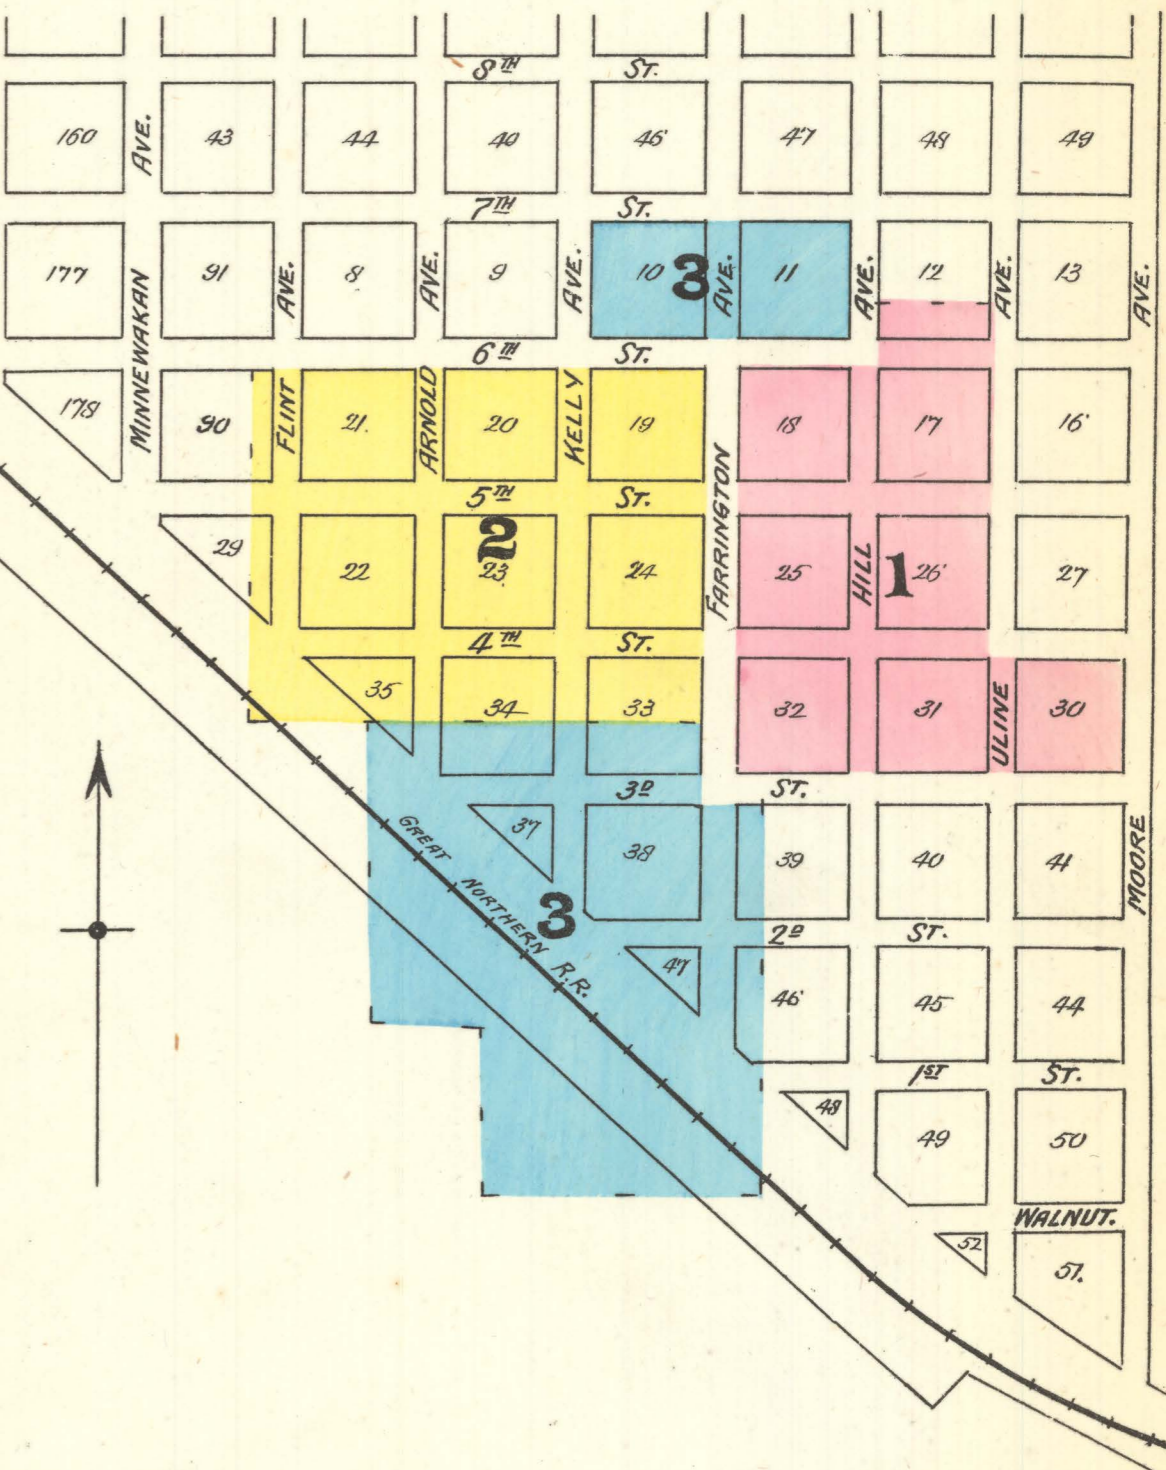 8TH ST.
160 43 44 40 46 47 48 49
AVE.
7TH ST.
177 91 8 9 10 3 11 12 13
MINNEWAKAN
AVE. AVE. AVE. AVE. AVE. AVE. AVE.
6TH ST.
178 90 FLINT 21. ARNOLD 20 KELLY 19 18 17 16
5TH ST.
FARRINGTON
2
29 22 23 24 25 HILL 1 26 27
4TH ST.
35 34 33 32 31 ULINE 30
3D ST.
GREAT NORTHERN R.R.
37 38 39 40 41 MOORE
3
2D ST.
47 46 45 44
1ST ST.
48 49 50
WALNUT.
52 51.